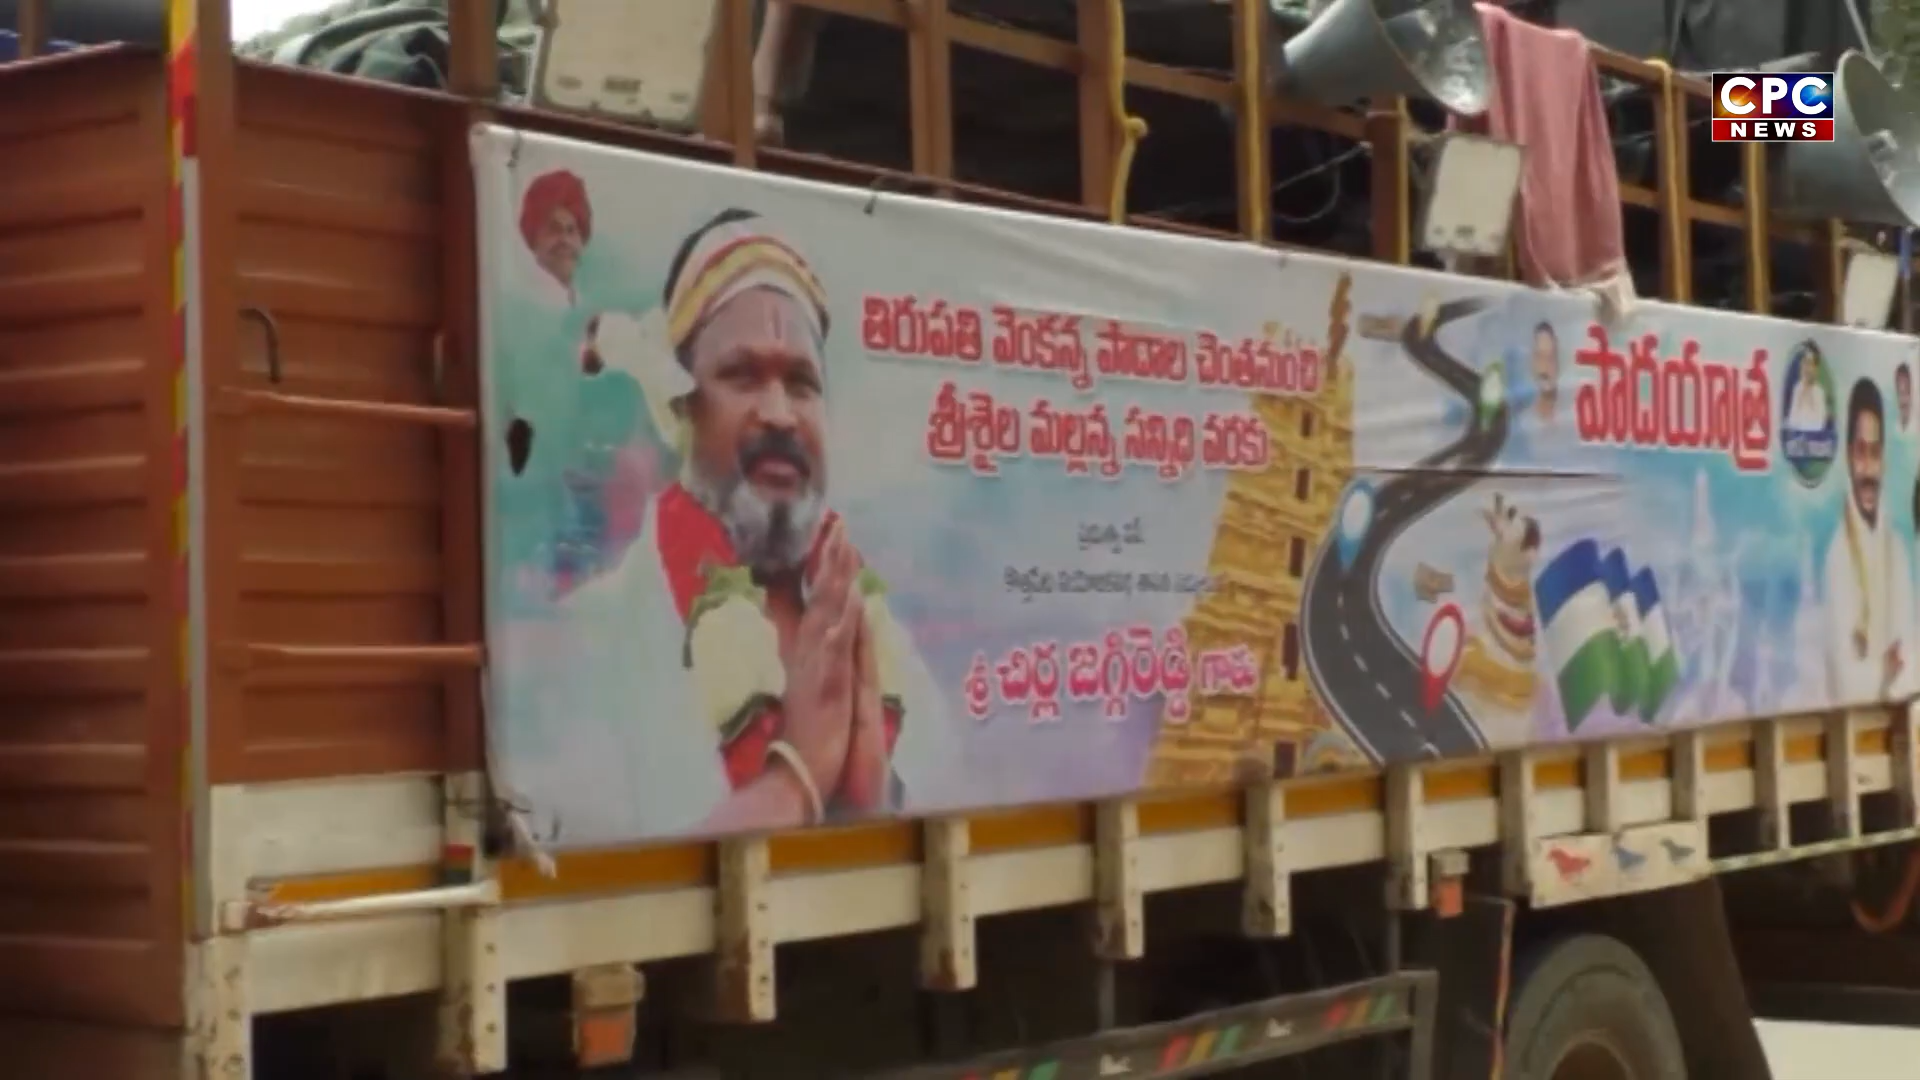 CPC
NEWS
తిరుపతి వెంకన్న పాదాల చెంతనుంచి
శ్రీశైల మల్లన్న సన్నిధి వరకు
పాదయాత్ర
శ్రీ చిర్ల జగ్గిరెడ్డి గారు